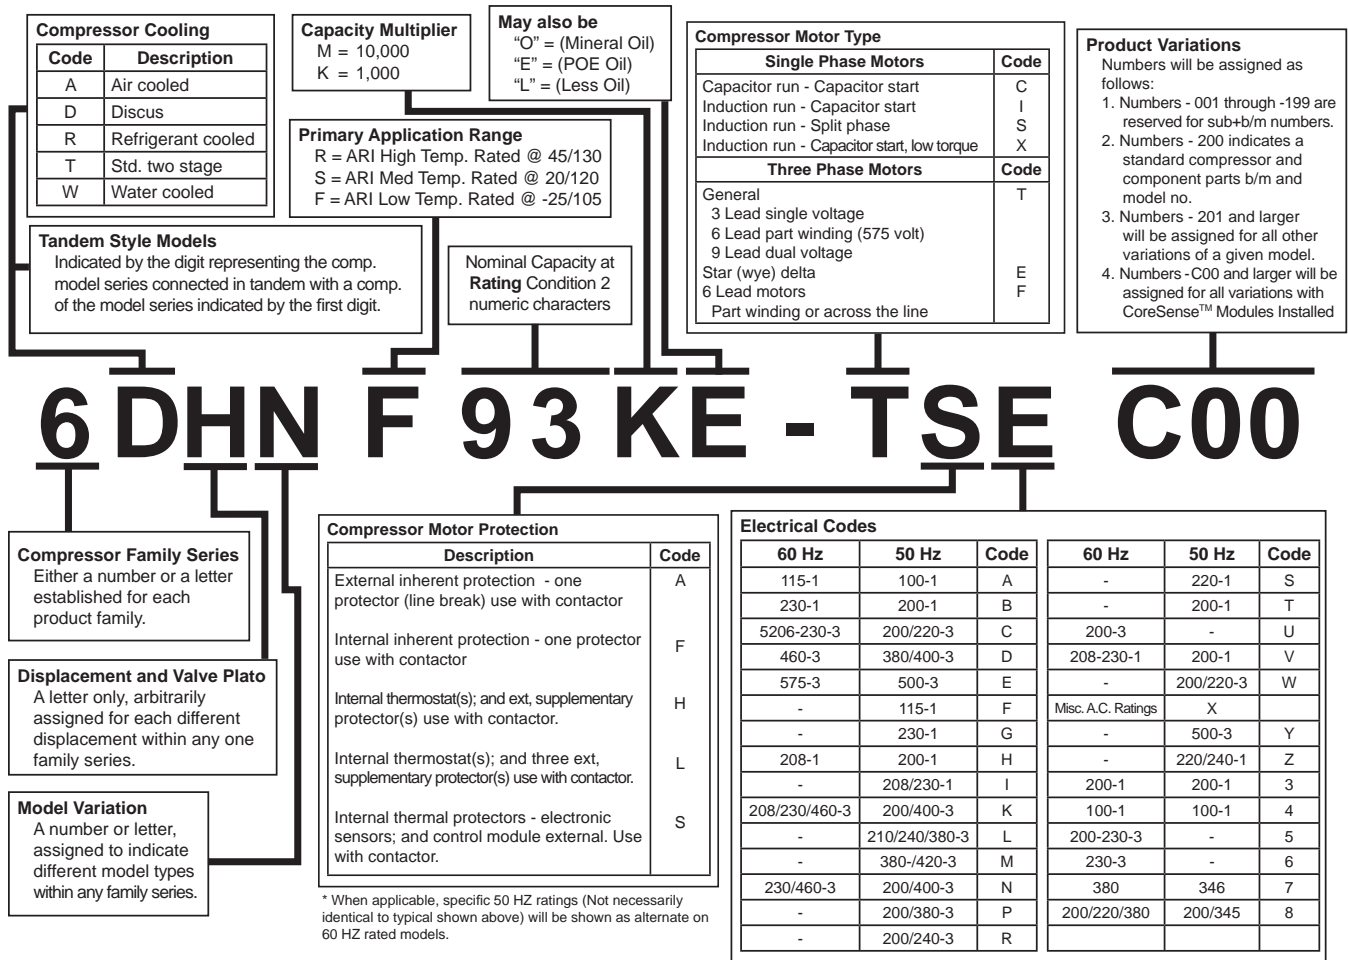 Compressor Cooling
Code Description
A Air cooled
D Discus
R Refrigerant cooled
T Std. two stage
W Water cooled
Capacity Multiplier
M = 10,000
K = 1,000
May also be
“O” = (Mineral Oil)
“E” = (POE Oil)
“L” = (Less Oil)
Primary Application Range
R = ARI High Temp. Rated @ 45/130
S = ARI Med Temp. Rated @ 20/120
F = ARI Low Temp. Rated @ -25/105
Tandem Style Models
Indicated by the digit representing the comp.
model series connected in tandem with a comp.
of the model series indicated by the first digit.
Nominal Capacity at
Rating Condition 2
numeric characters
Compressor Motor Type
Single Phase Motors Code
Capacitor run - Capacitor start C
Induction run - Capacitor start I
Induction run - Split phase S
Induction run - Capacitor start, low torque X
Three Phase Motors Code
General T
3 Lead single voltage
6 Lead part winding (575 volt)
9 Lead dual voltage
Star (wye) delta E
6 Lead motors F
Part winding or across the line
Product Variations
Numbers will be assigned as
follows:
1. Numbers - 001 through -199 are
reserved for sub+b/m numbers.
2. Numbers - 200 indicates a
standard compressor and
component parts b/m and
model no.
3. Numbers - 201 and larger
will be assigned for all other
variations of a given model.
4. Numbers - C00 and larger will be
assigned for all variations with
CoreSense™ Modules Installed
6DHN F 93KE - TSE C00
Compressor Family Series
Either a number or a letter
established for each
product family.
Displacement and Valve Plato
A letter only, arbitrarily
assigned for each different
displacement within any one
family series.
Model Variation
A number or letter,
assigned to indicate
different model types
within any family series.
Compressor Motor Protection
Description Code
External inherent protection - one A
protector (line break) use with contactor
Internal inherent protection - one protector
use with contactor F
Internal thermostat(s); and ext, supplementary
protector(s) use with contactor. H
Internal thermostat(s); and three ext,
supplementary protector(s) use with contactor. L
Internal thermal protectors - electronic
sensors; and control module external. Use S
with contactor.
* When applicable, specific 50 HZ ratings (Not necessarily
identical to typical shown above) will be shown as alternate on
60 HZ rated models.
Electrical Codes
60 Hz 50 Hz Code 60 Hz 50 Hz Code
115-1 100-1 A - 220-1 S
230-1 200-1 B - 200-1 T
5206-230-3 200/220-3 C 200-3 - U
460-3 380/400-3 D 208-230-1 200-1 V
575-3 500-3 E - 200/220-3 W
- 115-1 F Misc. A.C. Ratings X
- 230-1 G - 500-3 Y
208-1 200-1 H - 220/240-1 Z
- 208/230-1 I 200-1 200-1 3
208/230/460-3 200/400-3 K 100-1 100-1 4
- 210/240/380-3 L 200-230-3 - 5
- 380-/420-3 M 230-3 - 6
230/460-3 200/400-3 N 380 346 7
- 200/380-3 P 200/220/380 200/345 8
- 200/240-3 R